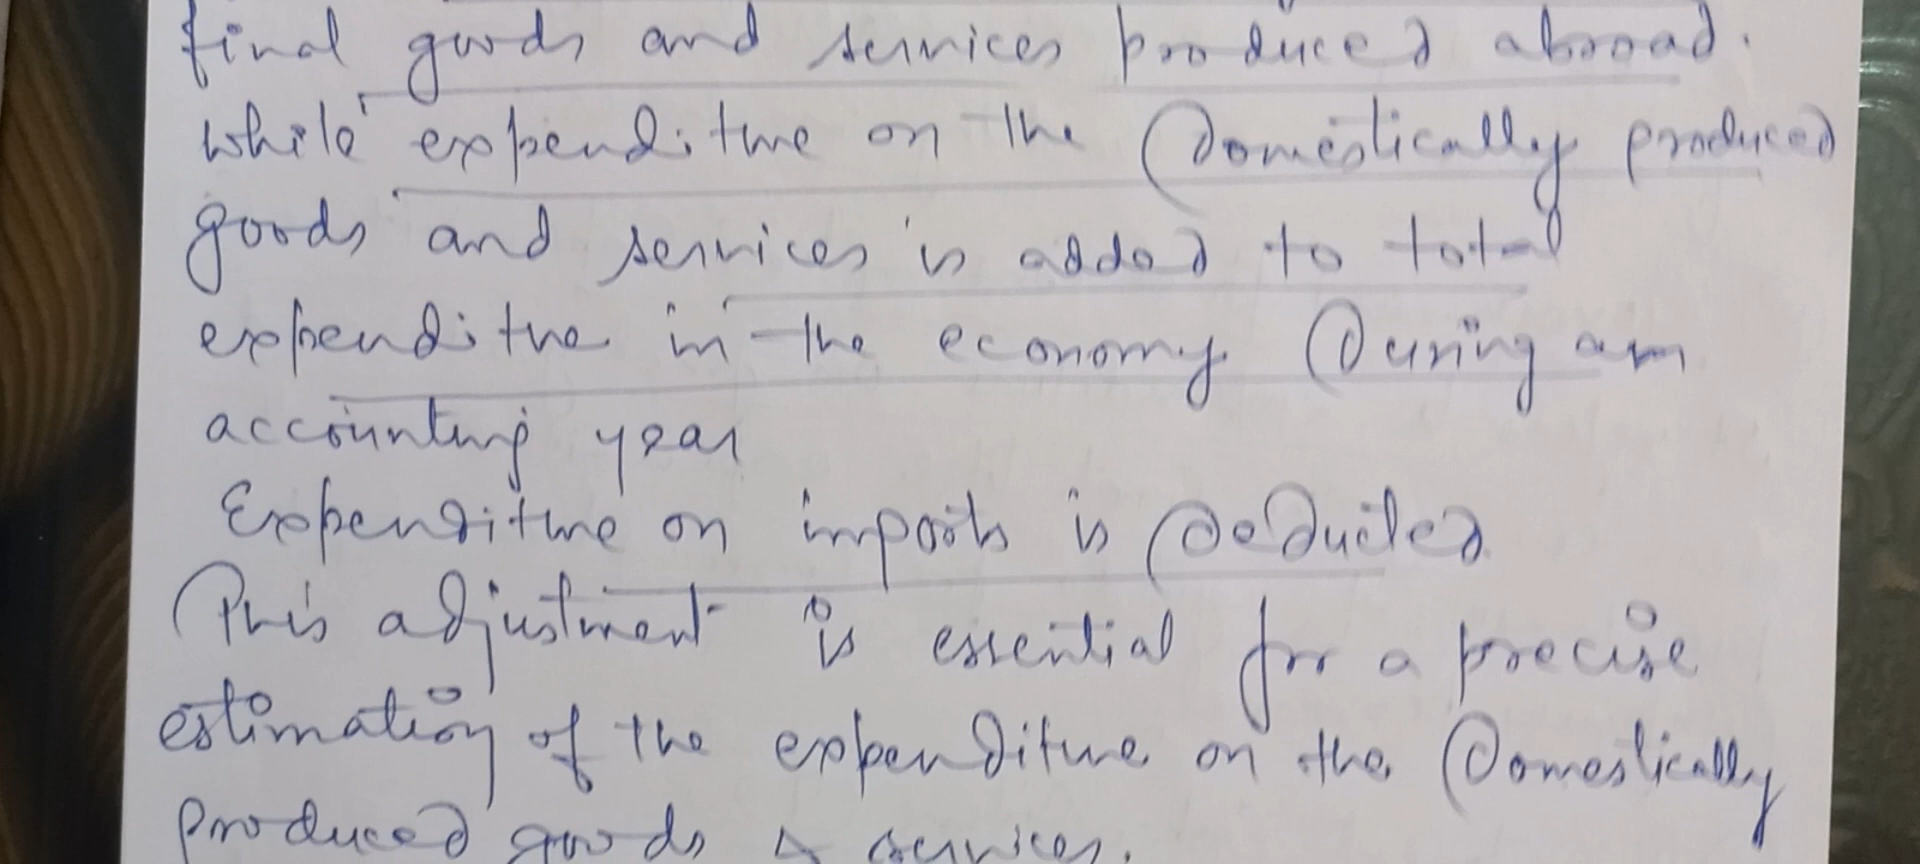 final goods and services produced abroad.
while expenditure on the Domestically produced
goods and services is added to total
expenditure in the economy During an
accounting year
Expenditure on imports is Deducted
This adjustment is essential for a precise
estimation of the expenditure on the Domestically
produced goods & services.